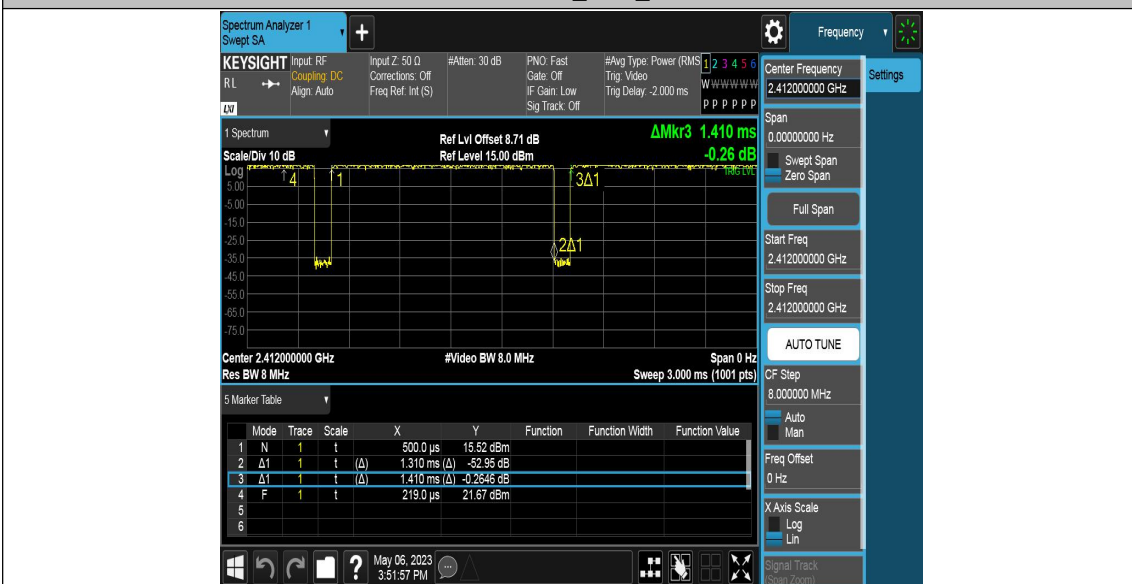 Spectrum Analyzer 1
Swept SA
Frequency
KEYSIGHT
RL
LXI
Input: RF
Coupling: DC
Align: Auto
Input Z: 50 Ω
Corrections: Off
Freq Ref: Int (S)
#Atten: 30 dB
PNO: Fast
Gate: Off
IF Gain: Low
Sig Track: Off
#Avg Type: Power (RMS
Trig: Video
Trig Delay: -2.000 ms
1 2 3 4 5 6
W W W W W W
P P P P P P
Center Frequency
2.412000000 GHz
Settings
Span
0.00000000 Hz
Swept Span
Zero Span
Full Span
Start Freq
2.412000000 GHz
Stop Freq
2.412000000 GHz
AUTO TUNE
CF Step
8.000000 MHz
Auto
Man
Freq Offset
0 Hz
X Axis Scale
Log
Lin
Signal Track
(Span Zoom)
1 Spectrum
Scale/Div 10 dB
Ref Lvl Offset 8.71 dB
Ref Level 15.00 dBm
ΔMkr3 1.410 ms
-0.26 dB
Log
TRIG LVL
4
1
3Δ1
2Δ1
5.00
-5.00
-15.0
-25.0
-35.0
-45.0
-55.0
-65.0
-75.0
Center 2.412000000 GHz
#Video BW 8.0 MHz
Span 0 Hz
Res BW 8 MHz
Sweep 3.000 ms (1001 pts)
5 Marker Table
Mode Trace Scale X Y Function Function Width Function Value
1 N 1 t 500.0 µs 15.52 dBm
2 Δ1 1 t (Δ) 1.310 ms (Δ) -52.95 dB
3 Δ1 1 t (Δ) 1.410 ms (Δ) -0.2646 dB
4 F 1 t 219.0 µs 21.67 dBm
5
6
?
May 06, 2023
3:51:57 PM